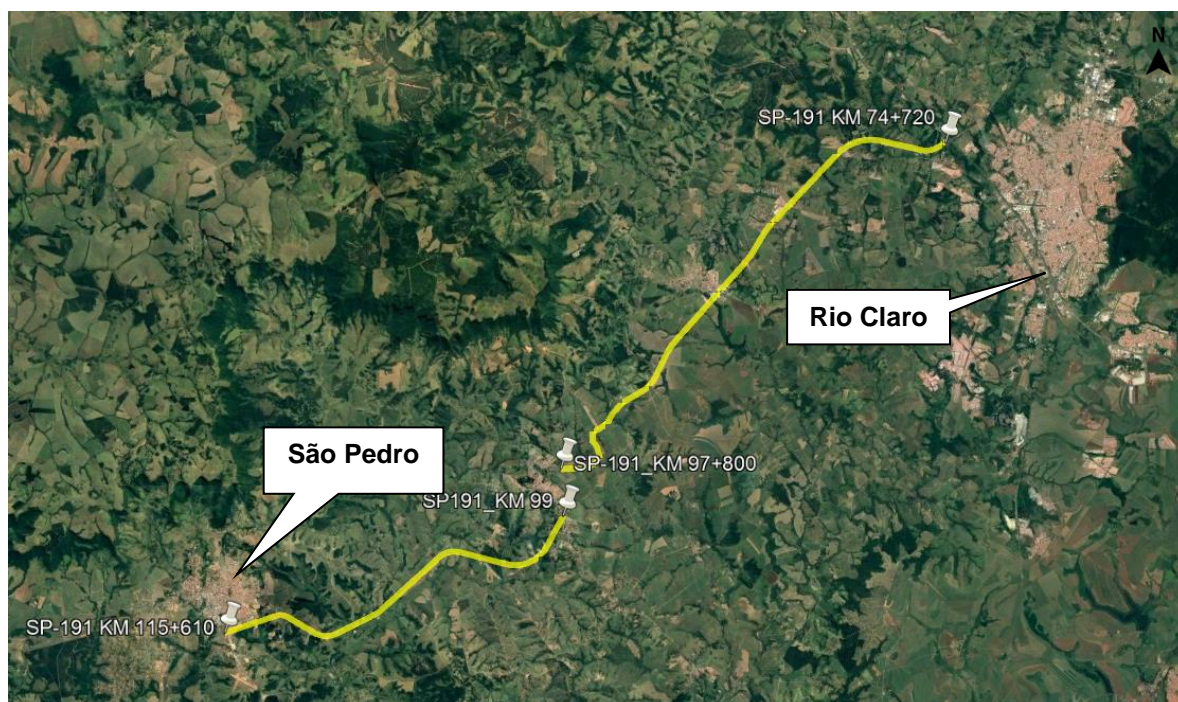 N
SP-191 KM 74+720
Rio Claro
São Pedro
SP-191_KM 97+800
SP191_KM 99
SP-191 KM 115+610